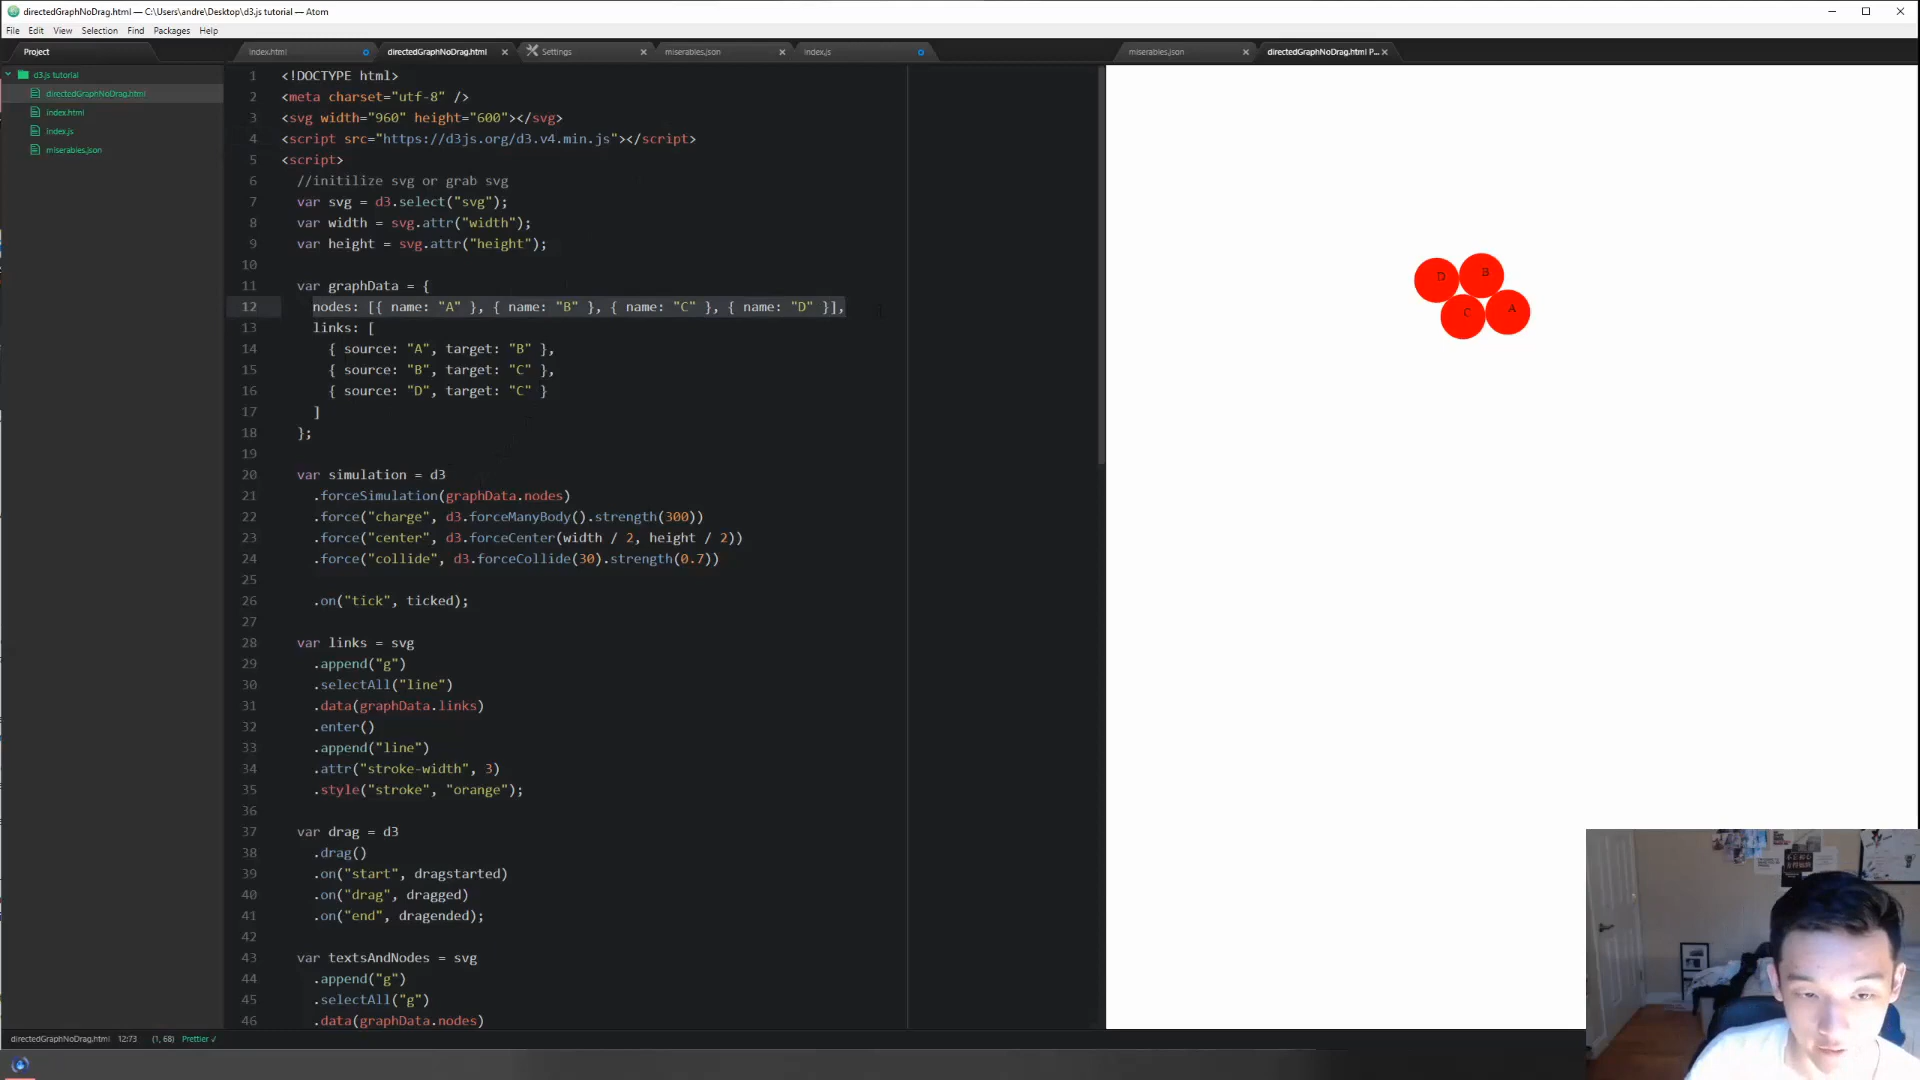 directedGraphNoDrag.html — C:\Users\andre\Desktop\d3.js tutorial — Atom
File Edit View Selection Find Packages Help
Project
index.html
directedGraphNoDrag.html
Settings
miserables.json
index.js
miserables.json
directedGraphNoDrag.html P...
d3.js tutorial
directedGraphNoDrag.html
index.html
index.js
miserables.json
1 <!DOCTYPE html>
2 <meta charset="utf-8" />
3 <svg width="960" height="600"></svg>
4 <script src="https://d3js.org/d3.v4.min.js"></script>
5 <script>
6 //initilize svg or grab svg
7 var svg = d3.select("svg");
8 var width = svg.attr("width");
9 var height = svg.attr("height");
10
11 var graphData = {
12 nodes: [{ name: "A" }, { name: "B" }, { name: "C" }, { name: "D" }],
13 links: [
14 { source: "A", target: "B" },
15 { source: "B", target: "C" },
16 { source: "D", target: "C" }
17 ]
18 };
19
20 var simulation = d3
21 .forceSimulation(graphData.nodes)
22 .force("charge", d3.forceManyBody().strength(300))
23 .force("center", d3.forceCenter(width / 2, height / 2))
24 .force("collide", d3.forceCollide(30).strength(0.7))
25
26 .on("tick", ticked);
27
28 var links = svg
29 .append("g")
30 .selectAll("line")
31 .data(graphData.links)
32 .enter()
33 .append("line")
34 .attr("stroke-width", 3)
35 .style("stroke", "orange");
36
37 var drag = d3
38 .drag()
39 .on("start", dragstarted)
40 .on("drag", dragged)
41 .on("end", dragended);
42
43 var textsAndNodes = svg
44 .append("g")
45 .selectAll("g")
46 .data(graphData.nodes)
D B
C A
directedGraphNoDrag.html 12:73 (1, 68) Prettier ✓